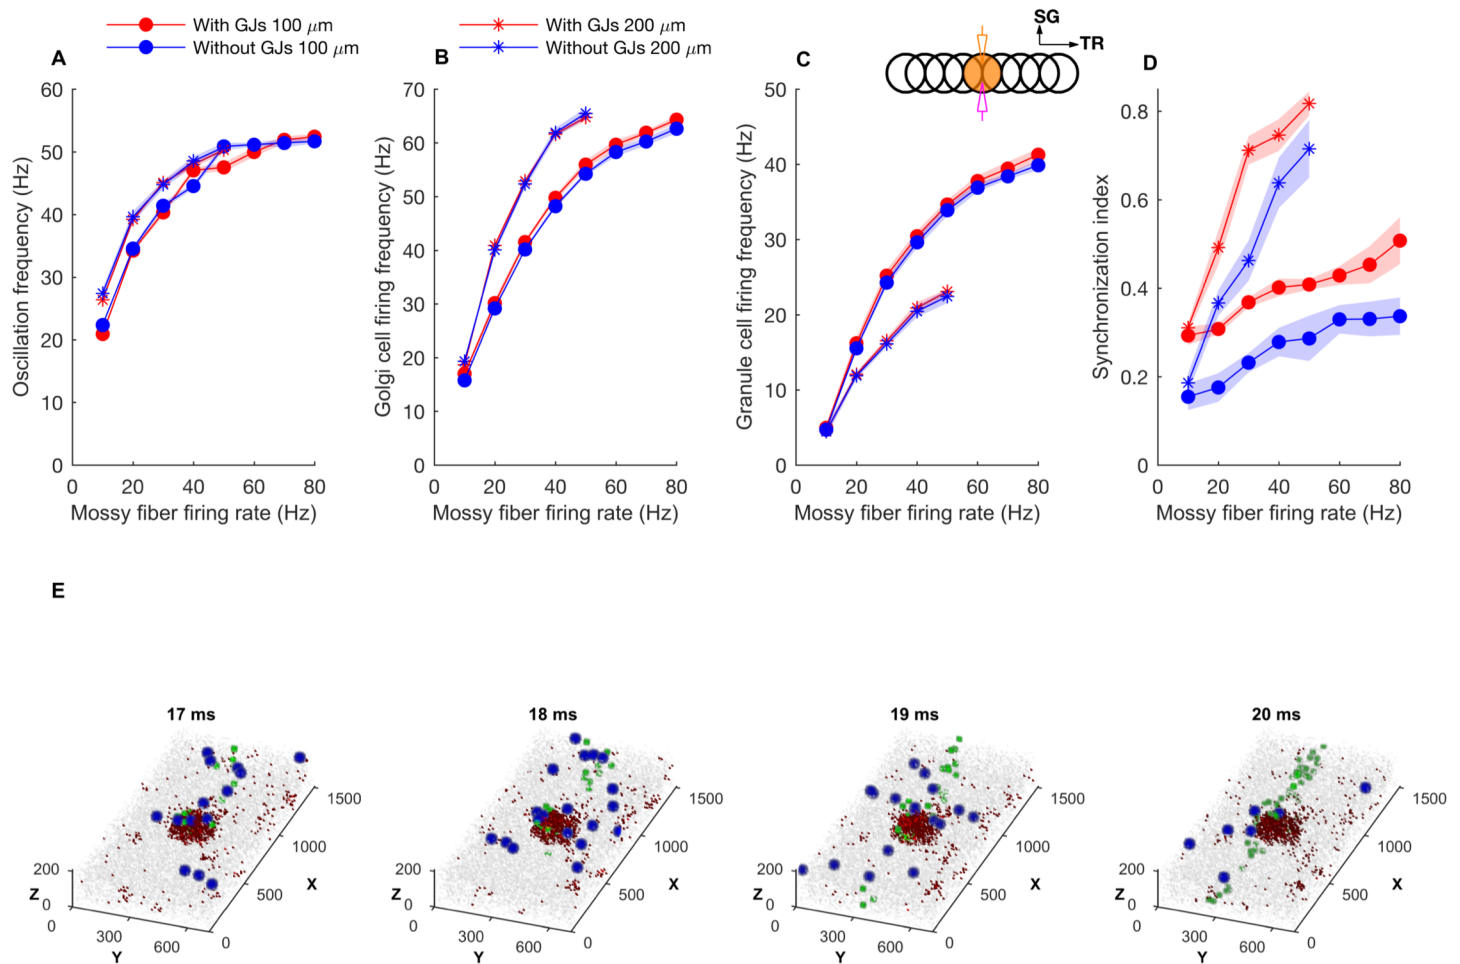 With GJs 100 μm
Without GJs 100 μm
With GJs 200 μm
Without GJs 200 μm
SG
TR
A
60
50
40
30
20
10
0
0 20 40 60 80
Oscillation frequency (Hz)
Mossy fiber firing rate (Hz)
B
70
60
50
40
30
20
10
0
0 20 40 60 80
Golgi cell firing frequency (Hz)
Mossy fiber firing rate (Hz)
C
50
40
30
20
10
0
0 20 40 60 80
Granule cell firing frequency (Hz)
Mossy fiber firing rate (Hz)
D
0.8
0.6
0.4
0.2
0
0 20 40 60 80
Synchronization index
Mossy fiber firing rate (Hz)
E
17 ms
200
Z
0
0
300
600
Y
0
500
1000
1500
X
18 ms
200
Z
0
0
300
600
Y
0
500
1000
1500
X
19 ms
200
Z
0
0
300
600
Y
0
500
1000
1500
X
20 ms
200
Z
0
0
300
600
Y
0
500
1000
1500
X